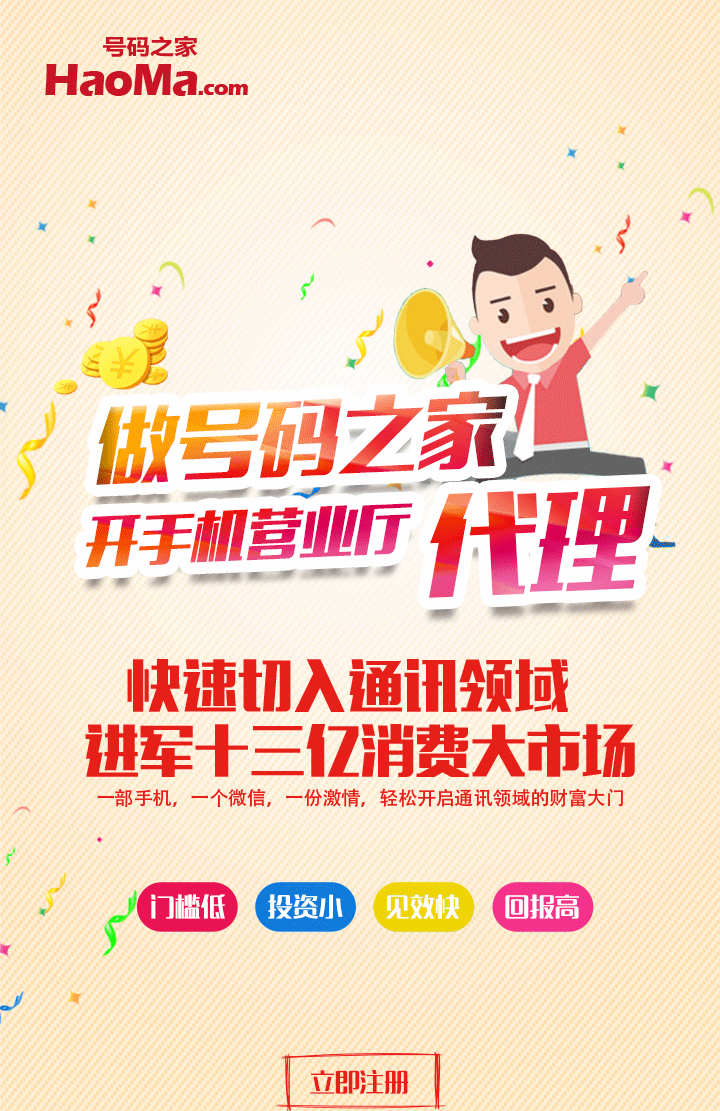 号码之家
HaoMa.com
做号码之家
开手机营业厅 代理
快速切入通讯领域
进军十三亿消费大市场
一部手机，一个微信，一份激情，轻松开启通讯领域的财富大门
门槛低 投资小 见效快 回报高
立即注册